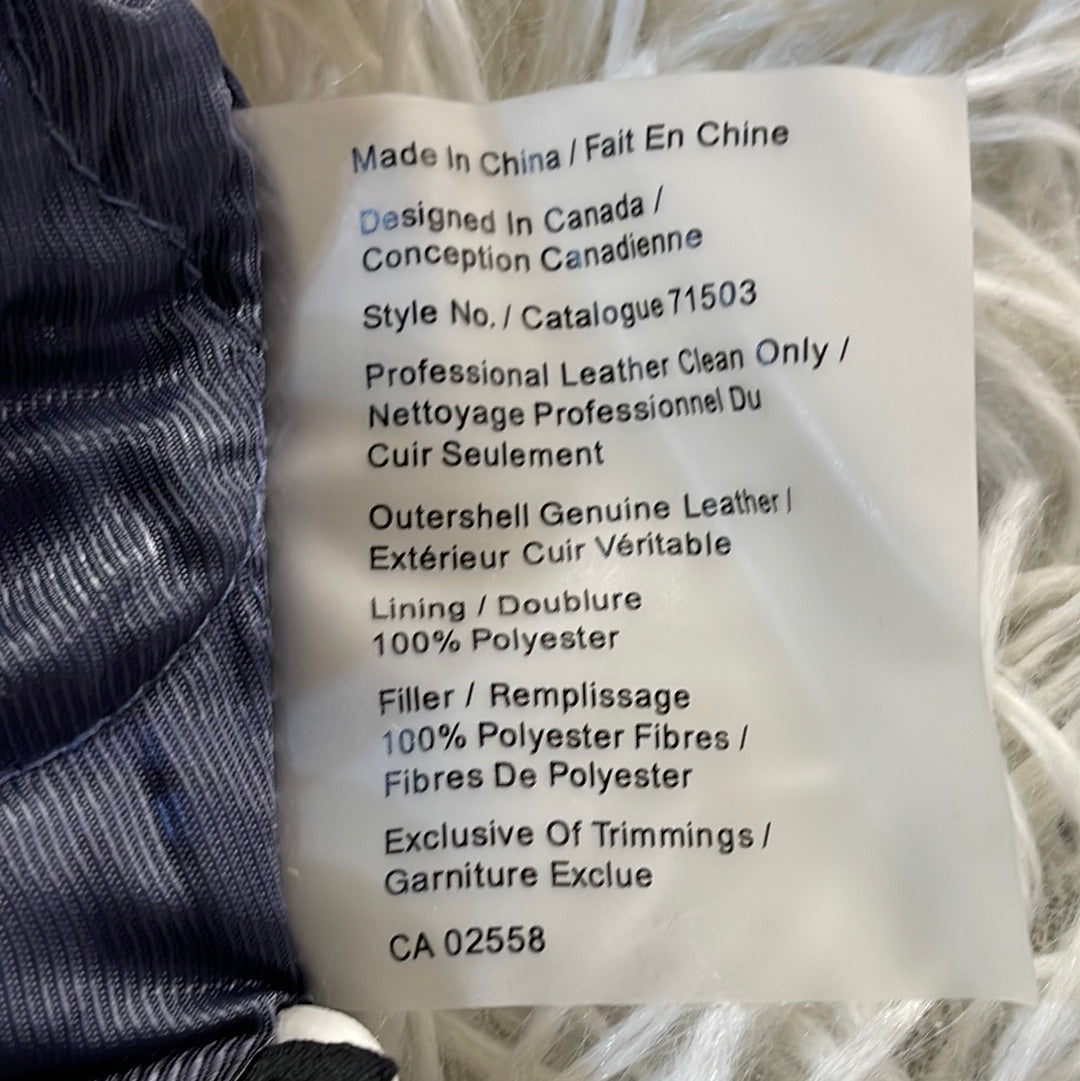 Made In China / Fait En Chine
Designed In Canada /
Conception Canadienne
Style No. / Catalogue 71503
Professional Leather Clean Only /
Nettoyage Professionnel Du
Cuir Seulement
Outershell Genuine Leather /
Extérieur Cuir Véritable
Lining / Doublure
100% Polyester
Filler / Remplissage
100% Polyester Fibres /
Fibres De Polyester
Exclusive Of Trimmings /
Garniture Exclue
CA 02558